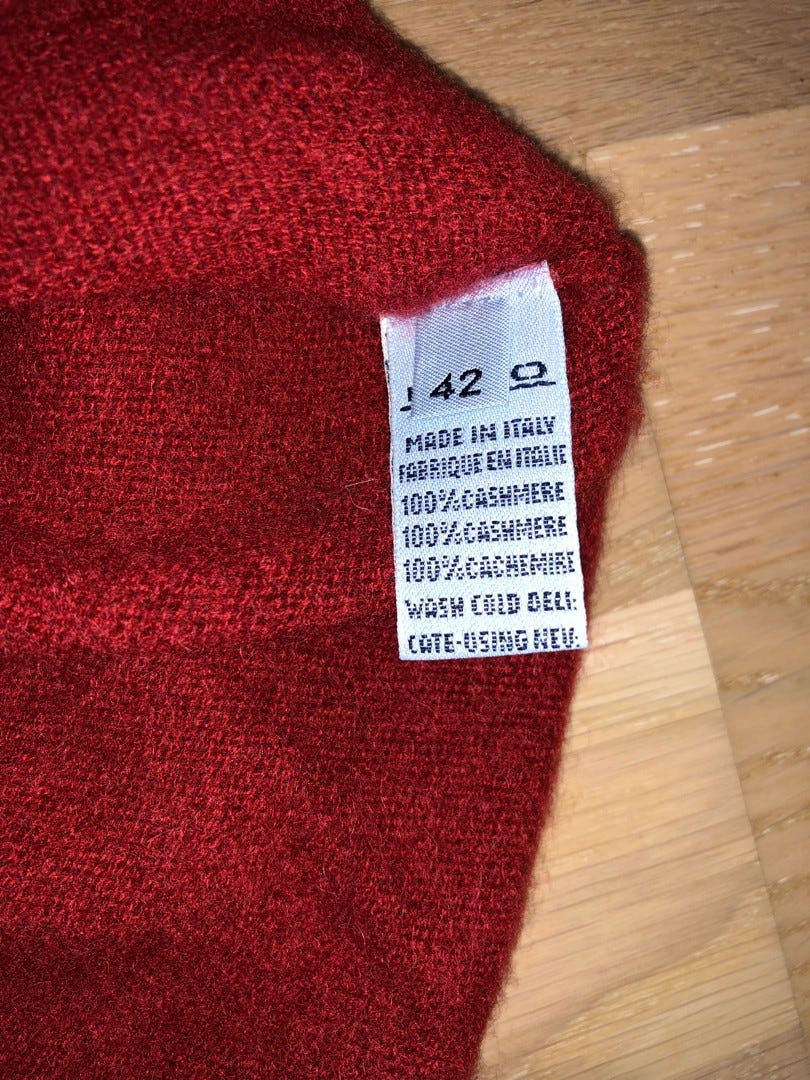 42
MADE IN ITALY
FABRIQUE EN ITALIE
100%CASHMERE
100%CASHMERE
100%CACHEMIRE
WASH COLD DELI-
CATE-USING NEU-